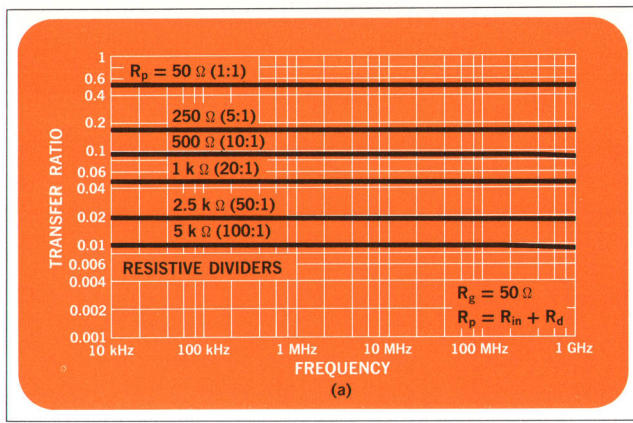 1
0.6
0.4
0.2
0.1
0.06
0.04
0.02
0.01
0.006
0.004
0.002
0.001
TRANSFER RATIO
Rp = 50 Ω (1:1)
250 Ω (5:1)
500 Ω (10:1)
1 k Ω (20:1)
2.5 k Ω (50:1)
5 k Ω (100:1)
RESISTIVE DIVIDERS
Rg = 50 Ω
Rp = Rin + Rd
10 kHz 100 kHz 1 MHz 10 MHz 100 MHz 1 GHz
FREQUENCY
(a)